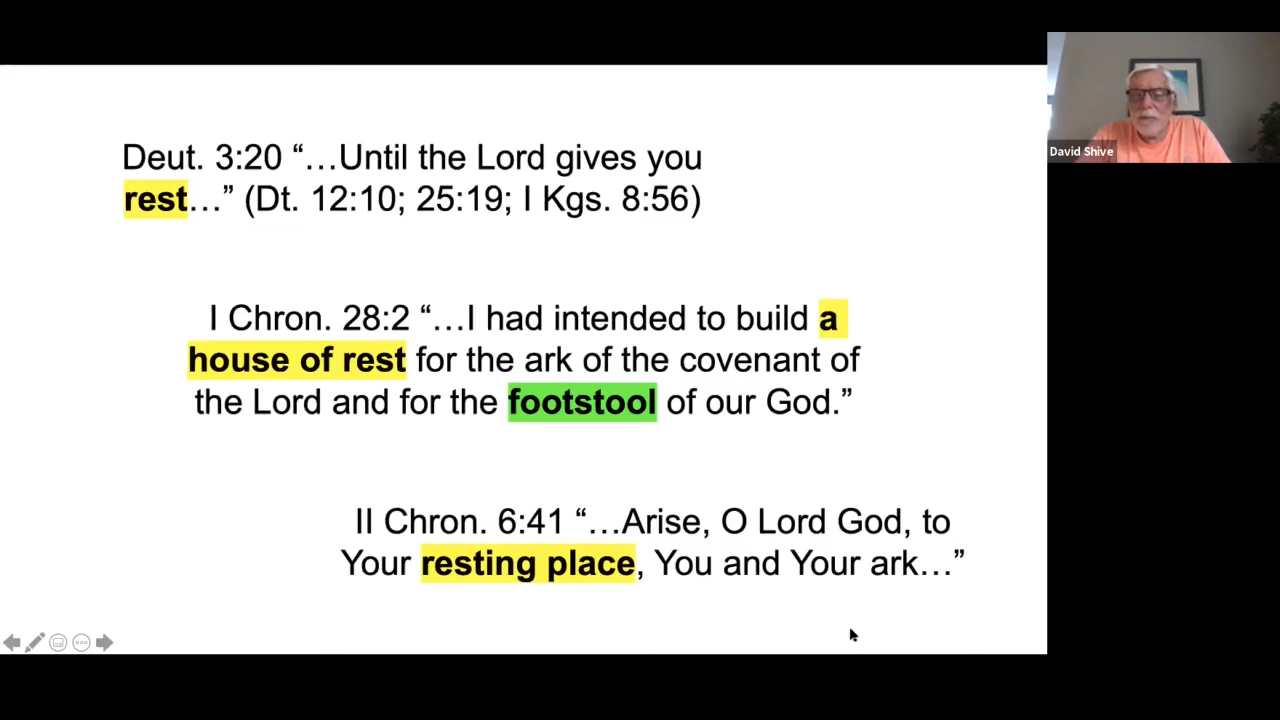 Deut. 3:20 “…Until the Lord gives you
rest…” (Dt. 12:10; 25:19; I Kgs. 8:56)
I Chron. 28:2 “…I had intended to build a
house of rest for the ark of the covenant of
the Lord and for the footstool of our God.”
II Chron. 6:41 “…Arise, O Lord God, to
Your resting place, You and Your ark…”
David Shive